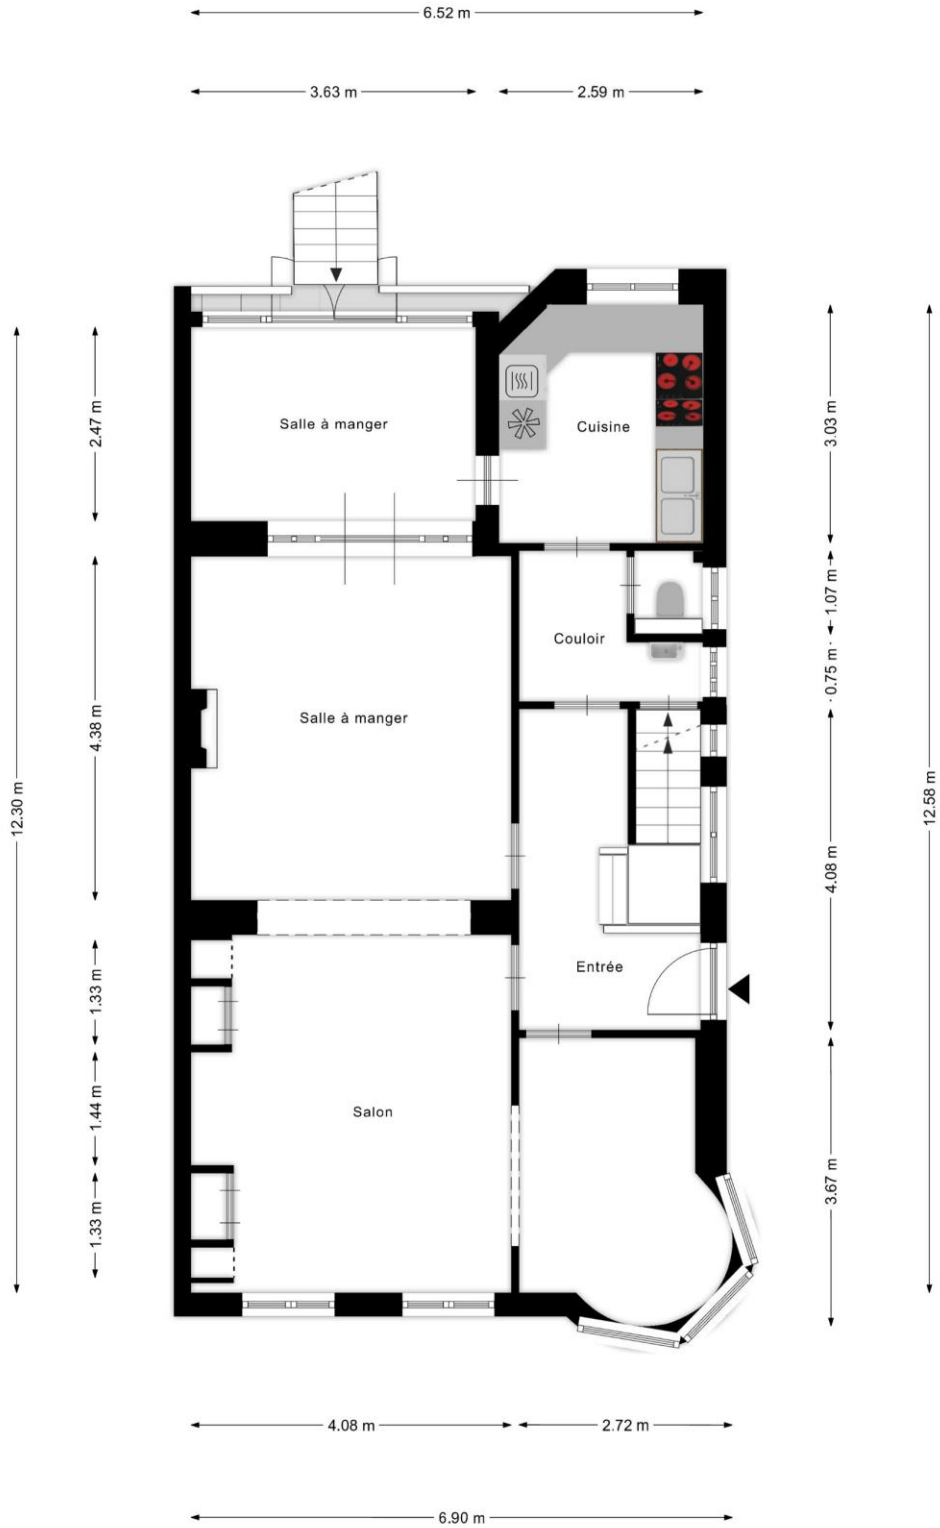 6.52 m
3.63 m
2.59 m
2.47 m
3.03 m
Salle à manger
Cuisine
1.07 m
Couloir
0.75 m
4.38 m
Salle à manger
12.30 m
12.58 m
4.08 m
Entrée
1.33 m
Salon
1.44 m
3.67 m
1.33 m
4.08 m
2.72 m
6.90 m